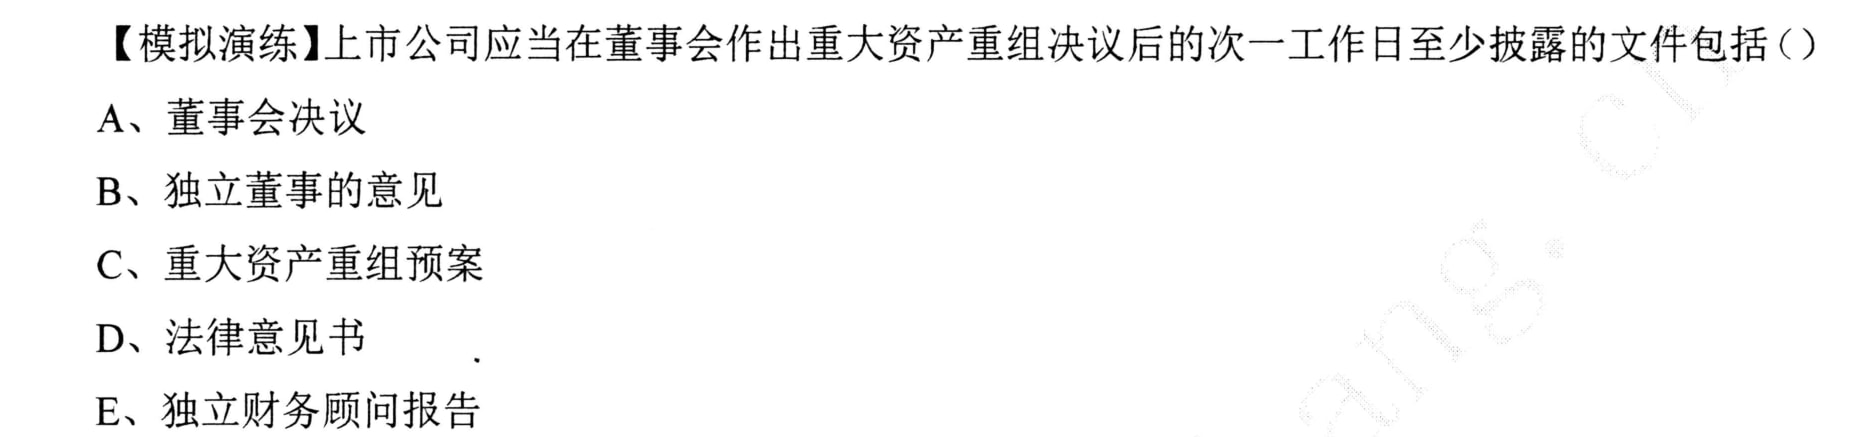 【模拟演练】上市公司应当在董事会作出重大资产重组决议后的次一工作日至少披露的文件包括（）
A、董事会决议
B、独立董事的意见
C、重大资产重组预案
D、法律意见书
E、独立财务顾问报告